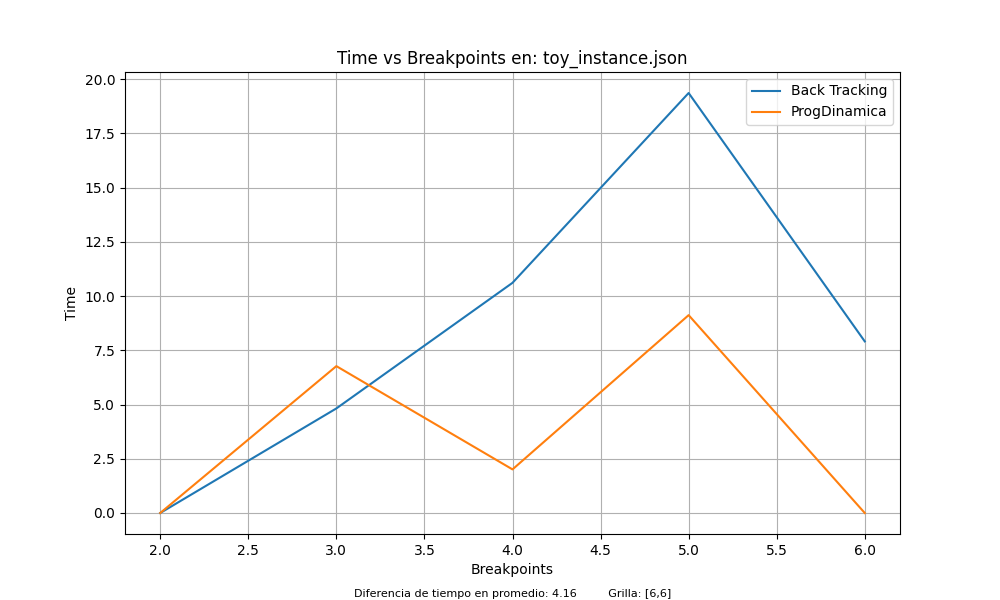 Time vs Breakpoints en: toy_instance.json
Back Tracking
ProgDinamica
20.0
17.5
15.0
12.5
10.0
7.5
5.0
2.5
0.0
Time
2.0 2.5 3.0 3.5 4.0 4.5 5.0 5.5 6.0
Breakpoints
Diferencia de tiempo en promedio: 4.16 Grilla: [6,6]